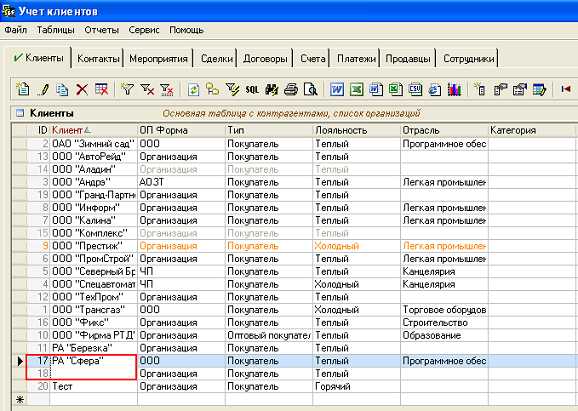 Учет клиентов
Файл Таблицы Отчеты Сервис Помощь
Клиенты Контакты Мероприятия Сделки Договоры Счета Платежи Продавцы Сотрудники
SQL
Клиенты Основная таблица с контрагентами, список организаций
ID Клиент ОП Форма Тип Лояльность Отрасль Категория
2 ОАО "Зимний сад" ООО Покупатель Теплый Программное обес
13 ООО "АвтоРейд" Организация Покупатель Теплый
14 ООО "Аладин" Организация Покупатель Теплый
3 ООО "Андрэ" АОЗТ Покупатель Теплый Легкая промышлен
19 ООО "Гранд-Партн Организация Покупатель Теплый
8 ООО "Информ" Организация Покупатель Теплый Легкая промышлен
7 ООО "Калина" Организация Покупатель Теплый Легкая промышлен
15 ООО "Комплекс" Организация Покупатель Теплый
9 ООО "Престиж" Организация Покупатель Холодный Легкая промышлен
6 ООО "ПромСтрой" Организация Покупатель Теплый Легкая промышлен
5 ООО "Северный Бр ЧП Покупатель Теплый Канцелярия
4 ООО "Спецавтомат ЧП Покупатель Холодный Канцелярия
12 ООО "ТехПром" Организация Покупатель Теплый
1 ООО "Трансгаз" ООО Покупатель Холодный Торговое оборудов
16 ООО "Фикс" Организация Покупатель Теплый Строительство
10 ООО "Фирма РТД" Организация Оптовый покупател Теплый Образование
11 РА "Березка" Организация Покупатель Теплый
17 РА "Сфера" ООО Покупатель Теплый Программное обес
18 Организация Покупатель Теплый
20 Тест Организация Покупатель Горячий